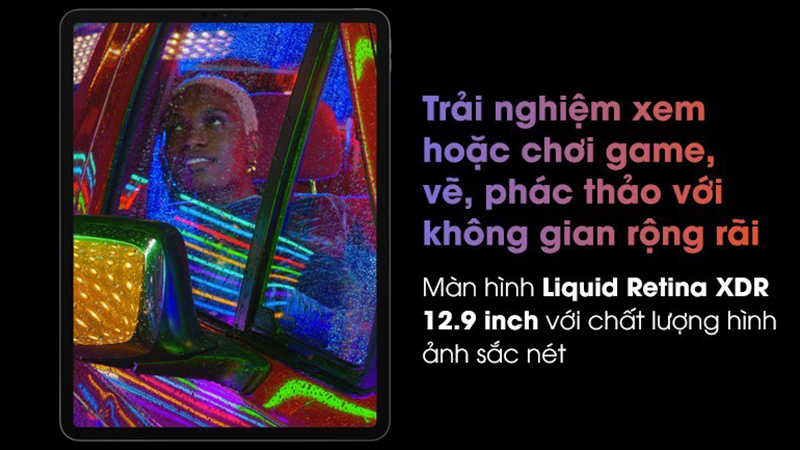 Trải nghiệm xem
hoặc chơi game,
vẽ, phác thảo với
không gian rộng rãi
Màn hình Liquid Retina XDR
12.9 inch với chất lượng hình
ảnh sắc nét